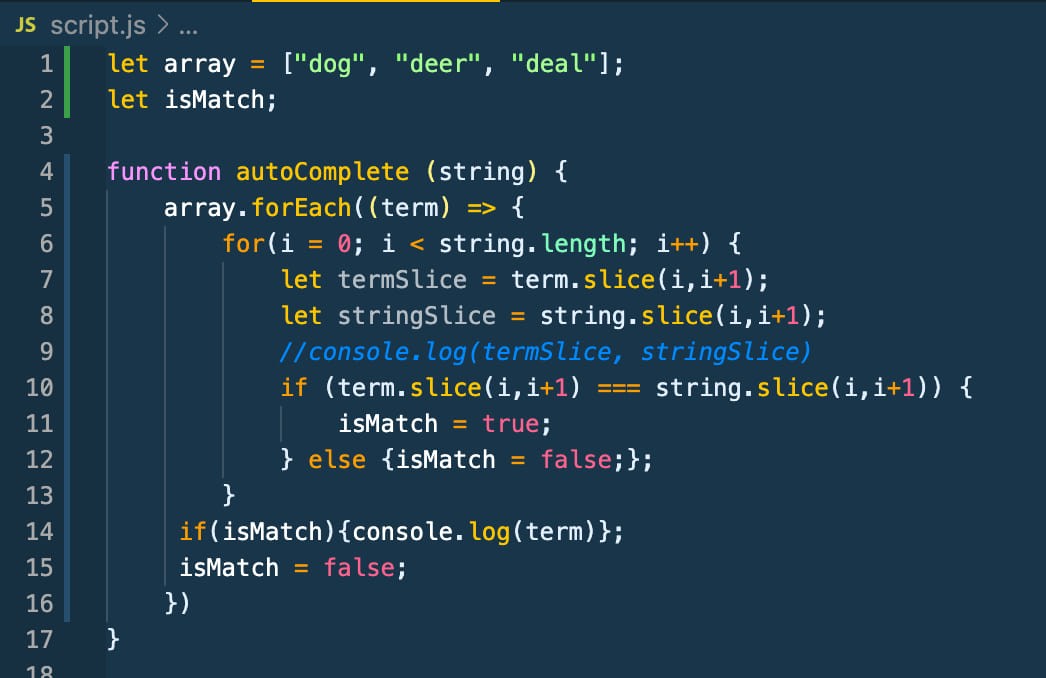 JS script.js > ...
1 let array = ["dog", "deer", "deal"];
2 let isMatch;
3
4 function autoComplete (string) {
5 array.forEach((term) => {
6 for(i = 0; i < string.length; i++) {
7 let termSlice = term.slice(i,i+1);
8 let stringSlice = string.slice(i,i+1);
9 //console.log(termSlice, stringSlice)
10 if (term.slice(i,i+1) === string.slice(i,i+1)) {
11 isMatch = true;
12 } else {isMatch = false;};
13 }
14 if(isMatch){console.log(term)};
15 isMatch = false;
16 })
17 }
18